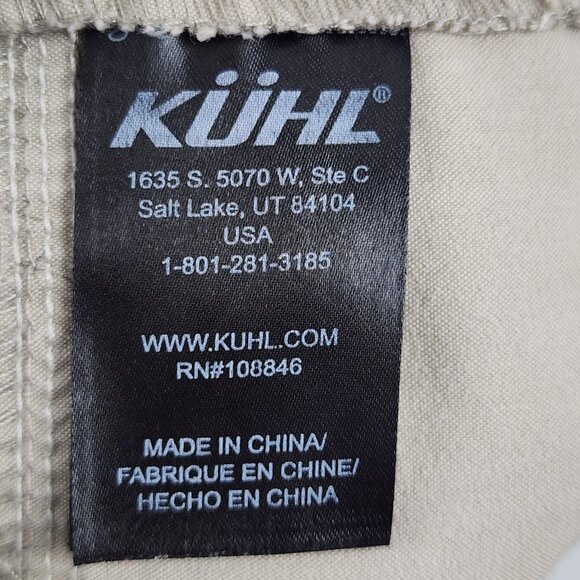 KÜHL®
1635 S. 5070 W, Ste C
Salt Lake, UT 84104
USA
1-801-281-3185
WWW.KUHL.COM
RN#108846
MADE IN CHINA/
FABRIQUE EN CHINE/
HECHO EN CHINA